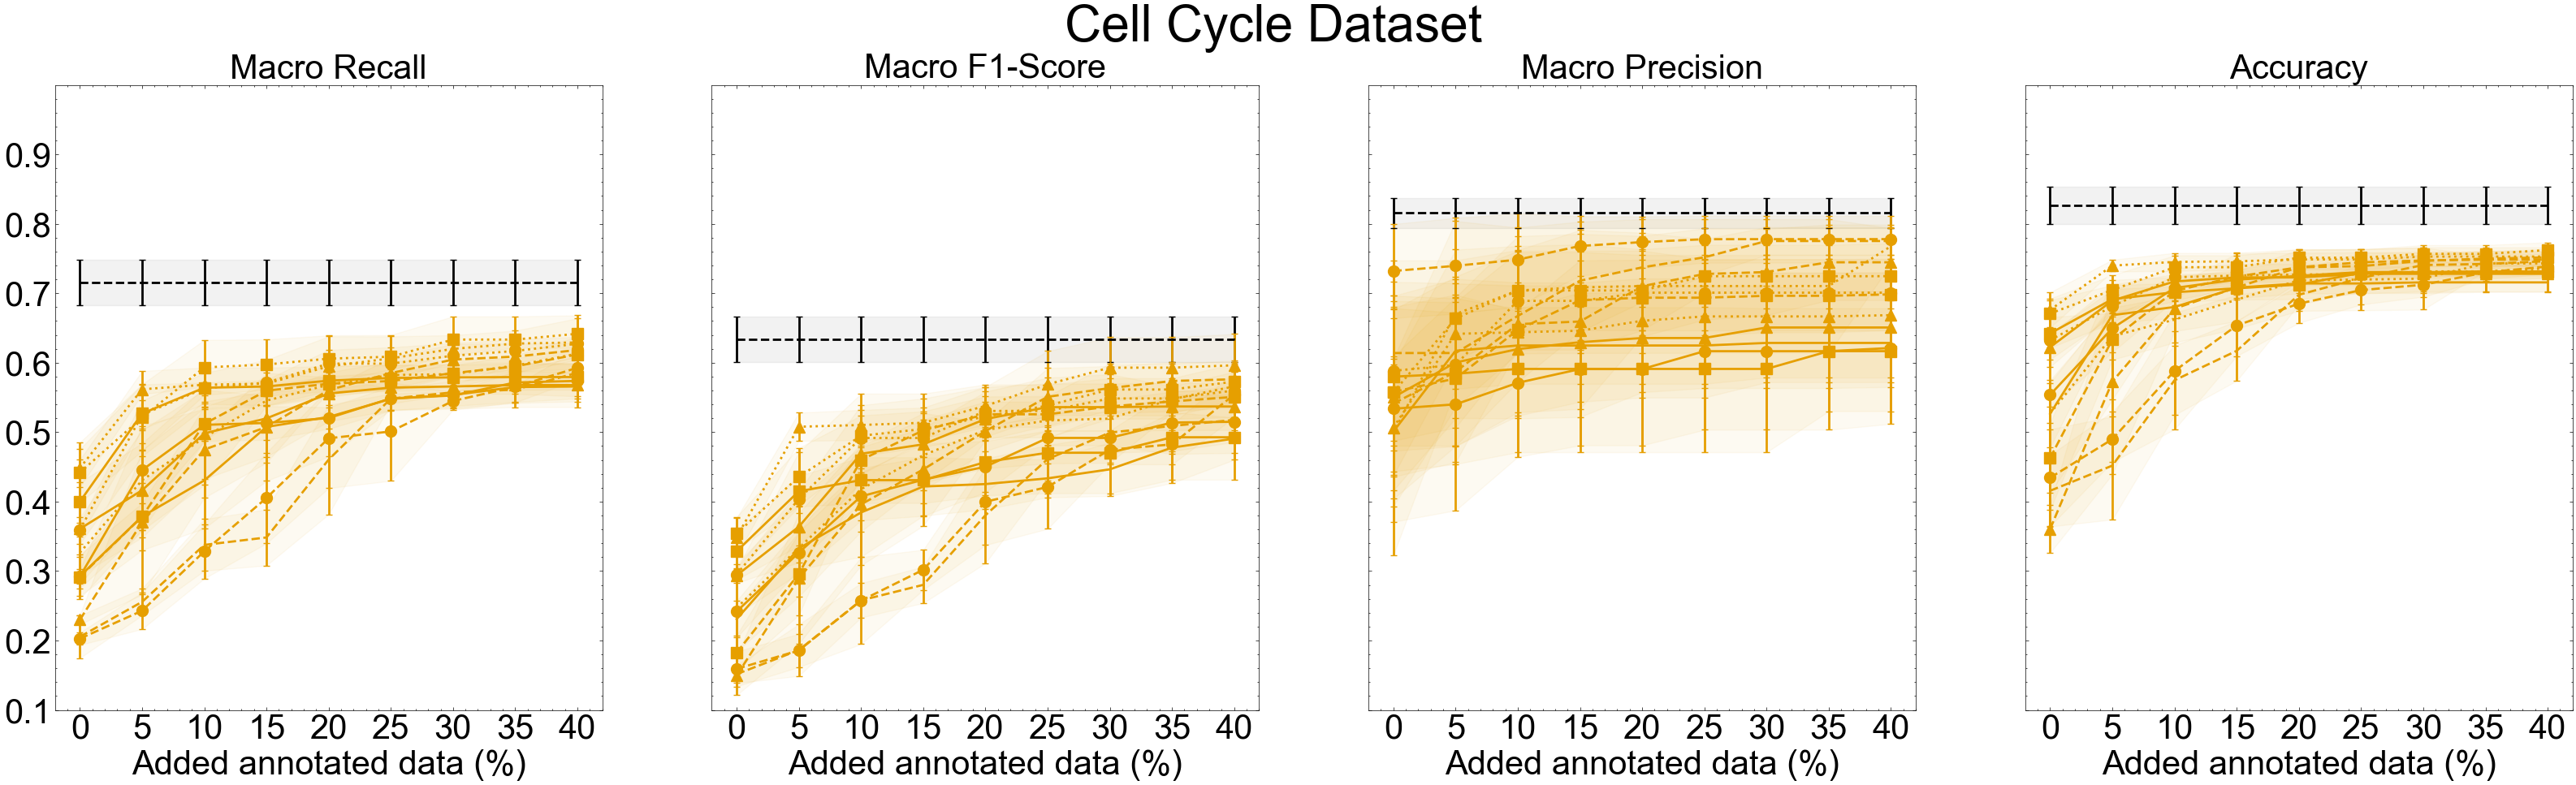 Cell Cycle Dataset
Macro Recall
Macro F1-Score
Macro Precision
Accuracy
0.9
0.8
0.7
0.6
0.5
0.4
0.3
0.2
0.1
0 5 10 15 20 25 30 35 40
0 5 10 15 20 25 30 35 40
0 5 10 15 20 25 30 35 40
0 5 10 15 20 25 30 35 40
Added annotated data (%)
Added annotated data (%)
Added annotated data (%)
Added annotated data (%)